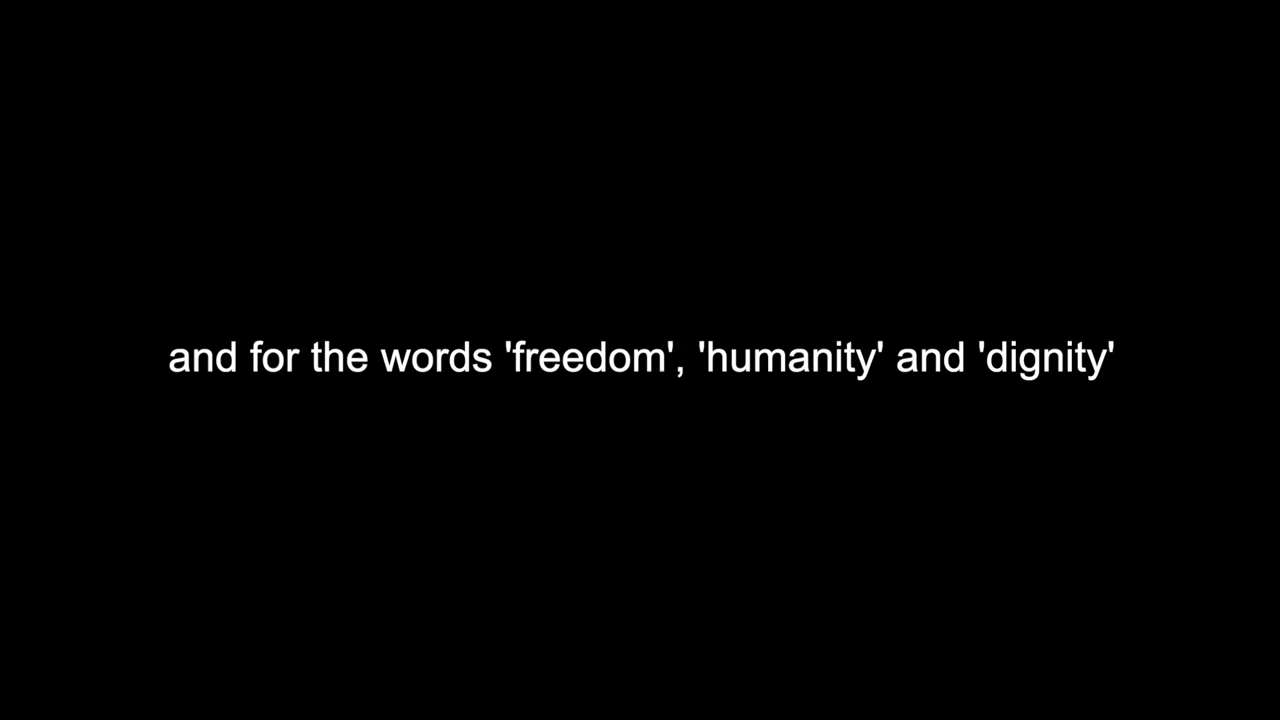 and for the words 'freedom', 'humanity' and 'dignity'